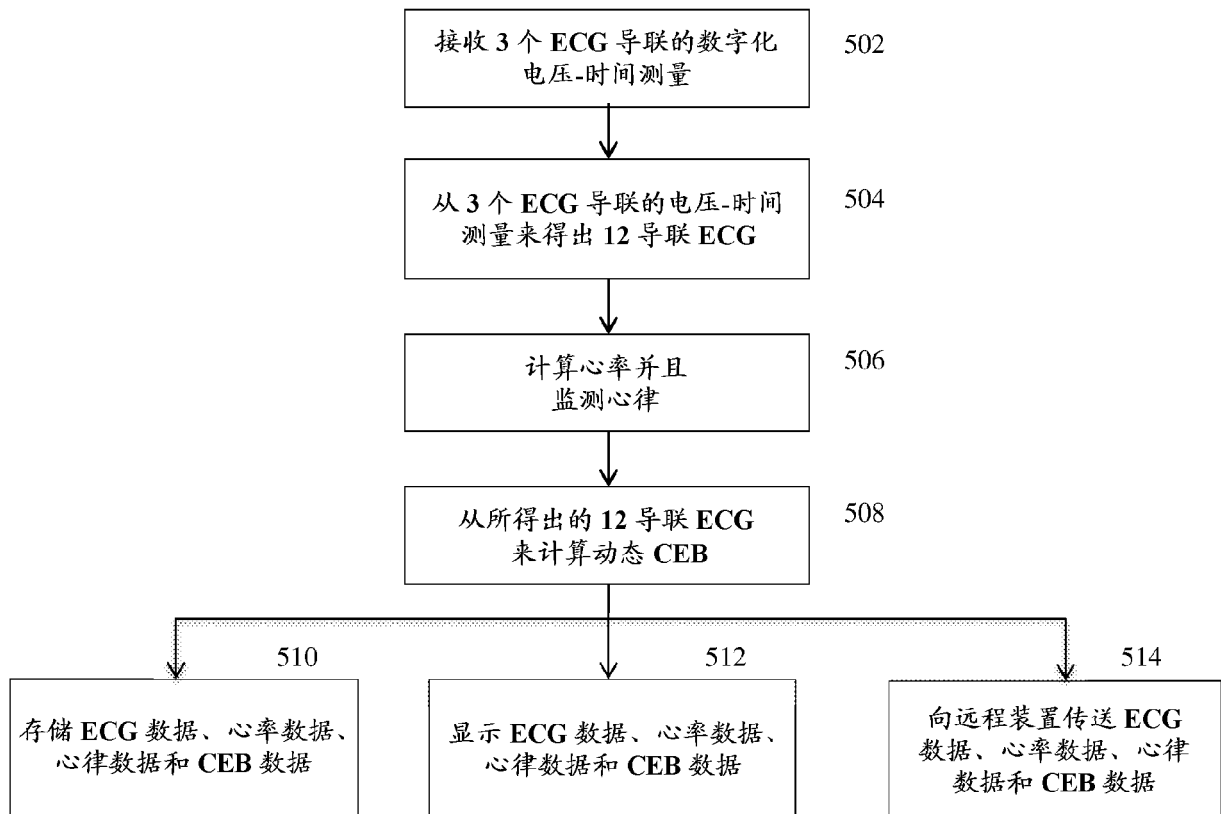 接收 3 个 ECG 导联的数字化
电压-时间测量
502
从 3 个 ECG 导联的电压-时间
测量来得出 12 导联 ECG
504
计算心率并且
监测心律
506
从所得出的 12 导联 ECG
来计算动态 CEB
508
510
512
514
存储 ECG 数据、心率数据、
心律数据和 CEB 数据
显示 ECG 数据、心率数据、
心律数据和 CEB 数据
向远程装置传送 ECG
数据、心率数据、心律
数据和 CEB 数据